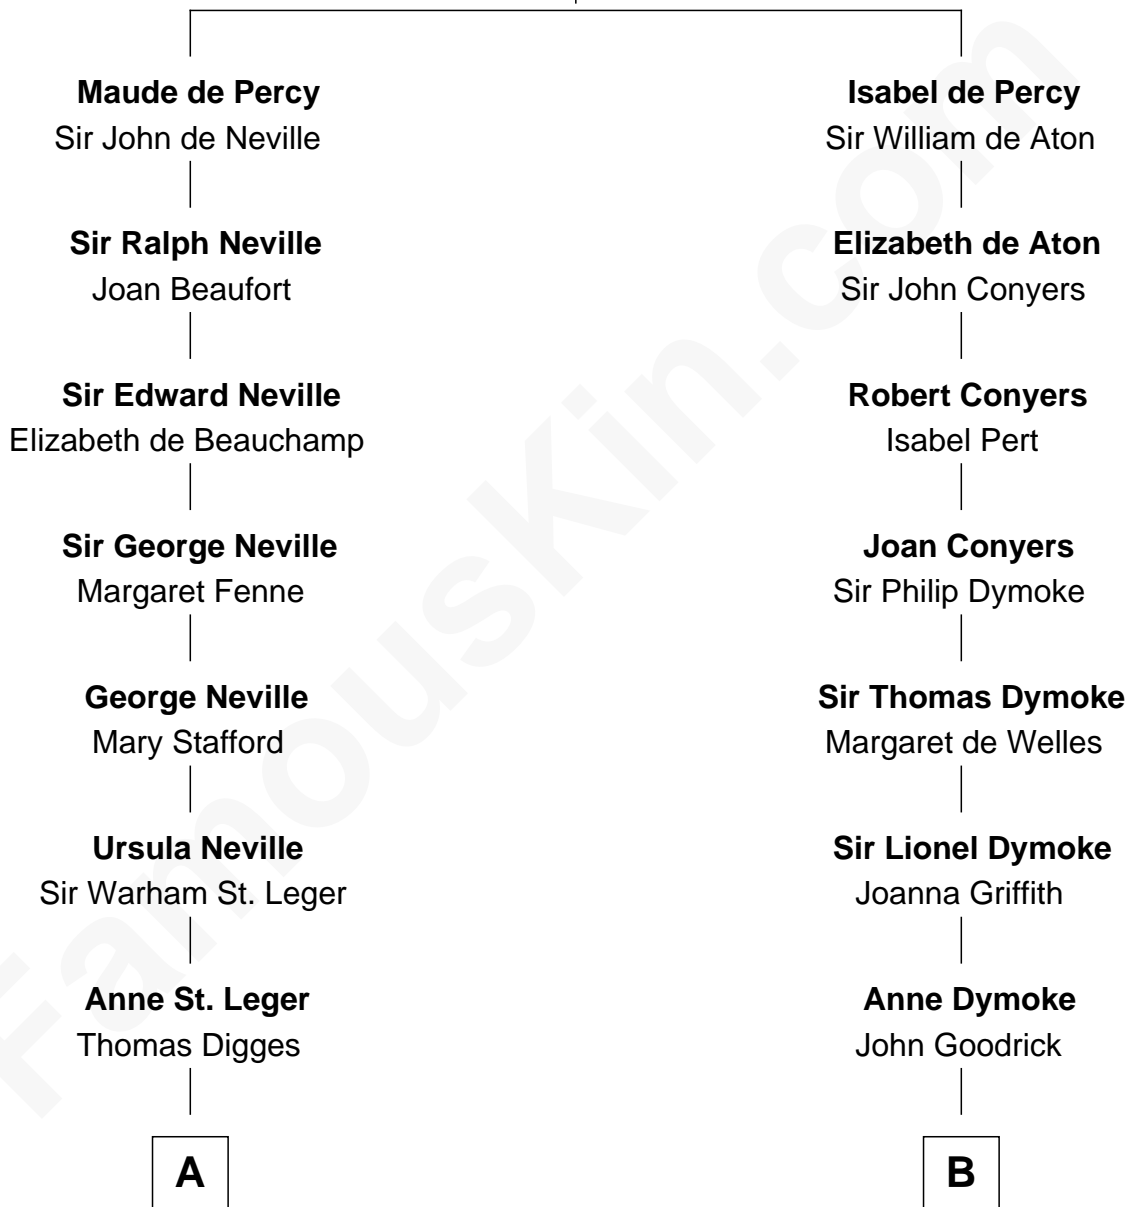 Maude de Percy
Sir John de Neville
Sir Ralph Neville
Joan Beaufort
Sir Edward Neville
Elizabeth de Beauchamp
Sir George Neville
Margaret Fenne
George Neville
Mary Stafford
Ursula Neville
Sir Warham St. Leger
Anne St. Leger
Thomas Digges
A
Isabel de Percy
Sir William de Aton
Elizabeth de Aton
Sir John Conyers
Robert Conyers
Isabel Pert
Joan Conyers
Sir Philip Dymoke
Sir Thomas Dymoke
Margaret de Welles
Sir Lionel Dymoke
Joanna Griffith
Anne Dymoke
John Goodrick
B
FamousKin.com